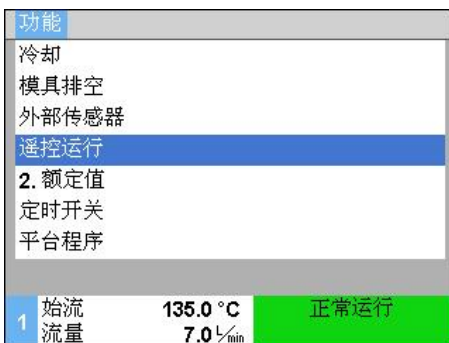 功能
冷却
模具排空
外部传感器
遥控运行
2. 额定值
定时开关
平台程序
1 始流 135.0 °C 正常运行
流量 7.0 L/min